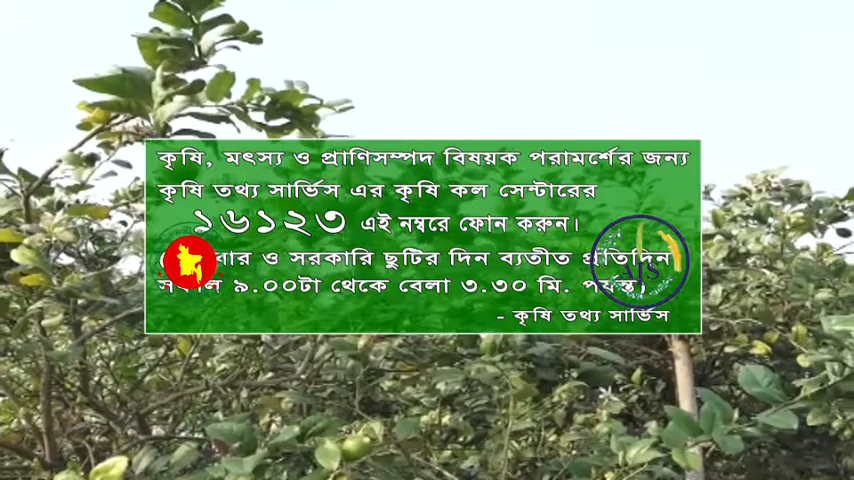 কৃষি, মৎস্য ও প্রাণিসম্পদ বিষয়ক পরামর্শের জন্য
কৃষি তথ্য সার্ভিস এর কৃষি কল সেন্টারের
১৬১২৩ এই নম্বরে ফোন করুন।
ও সরকারি ছুটির দিন ব্যতীত প্রতিদিন
সকাল ৯.০০টা থেকে বেলা ৩.৩০ মি. পর্যন্ত)
- কৃষি তথ্য সার্ভিস
AIS